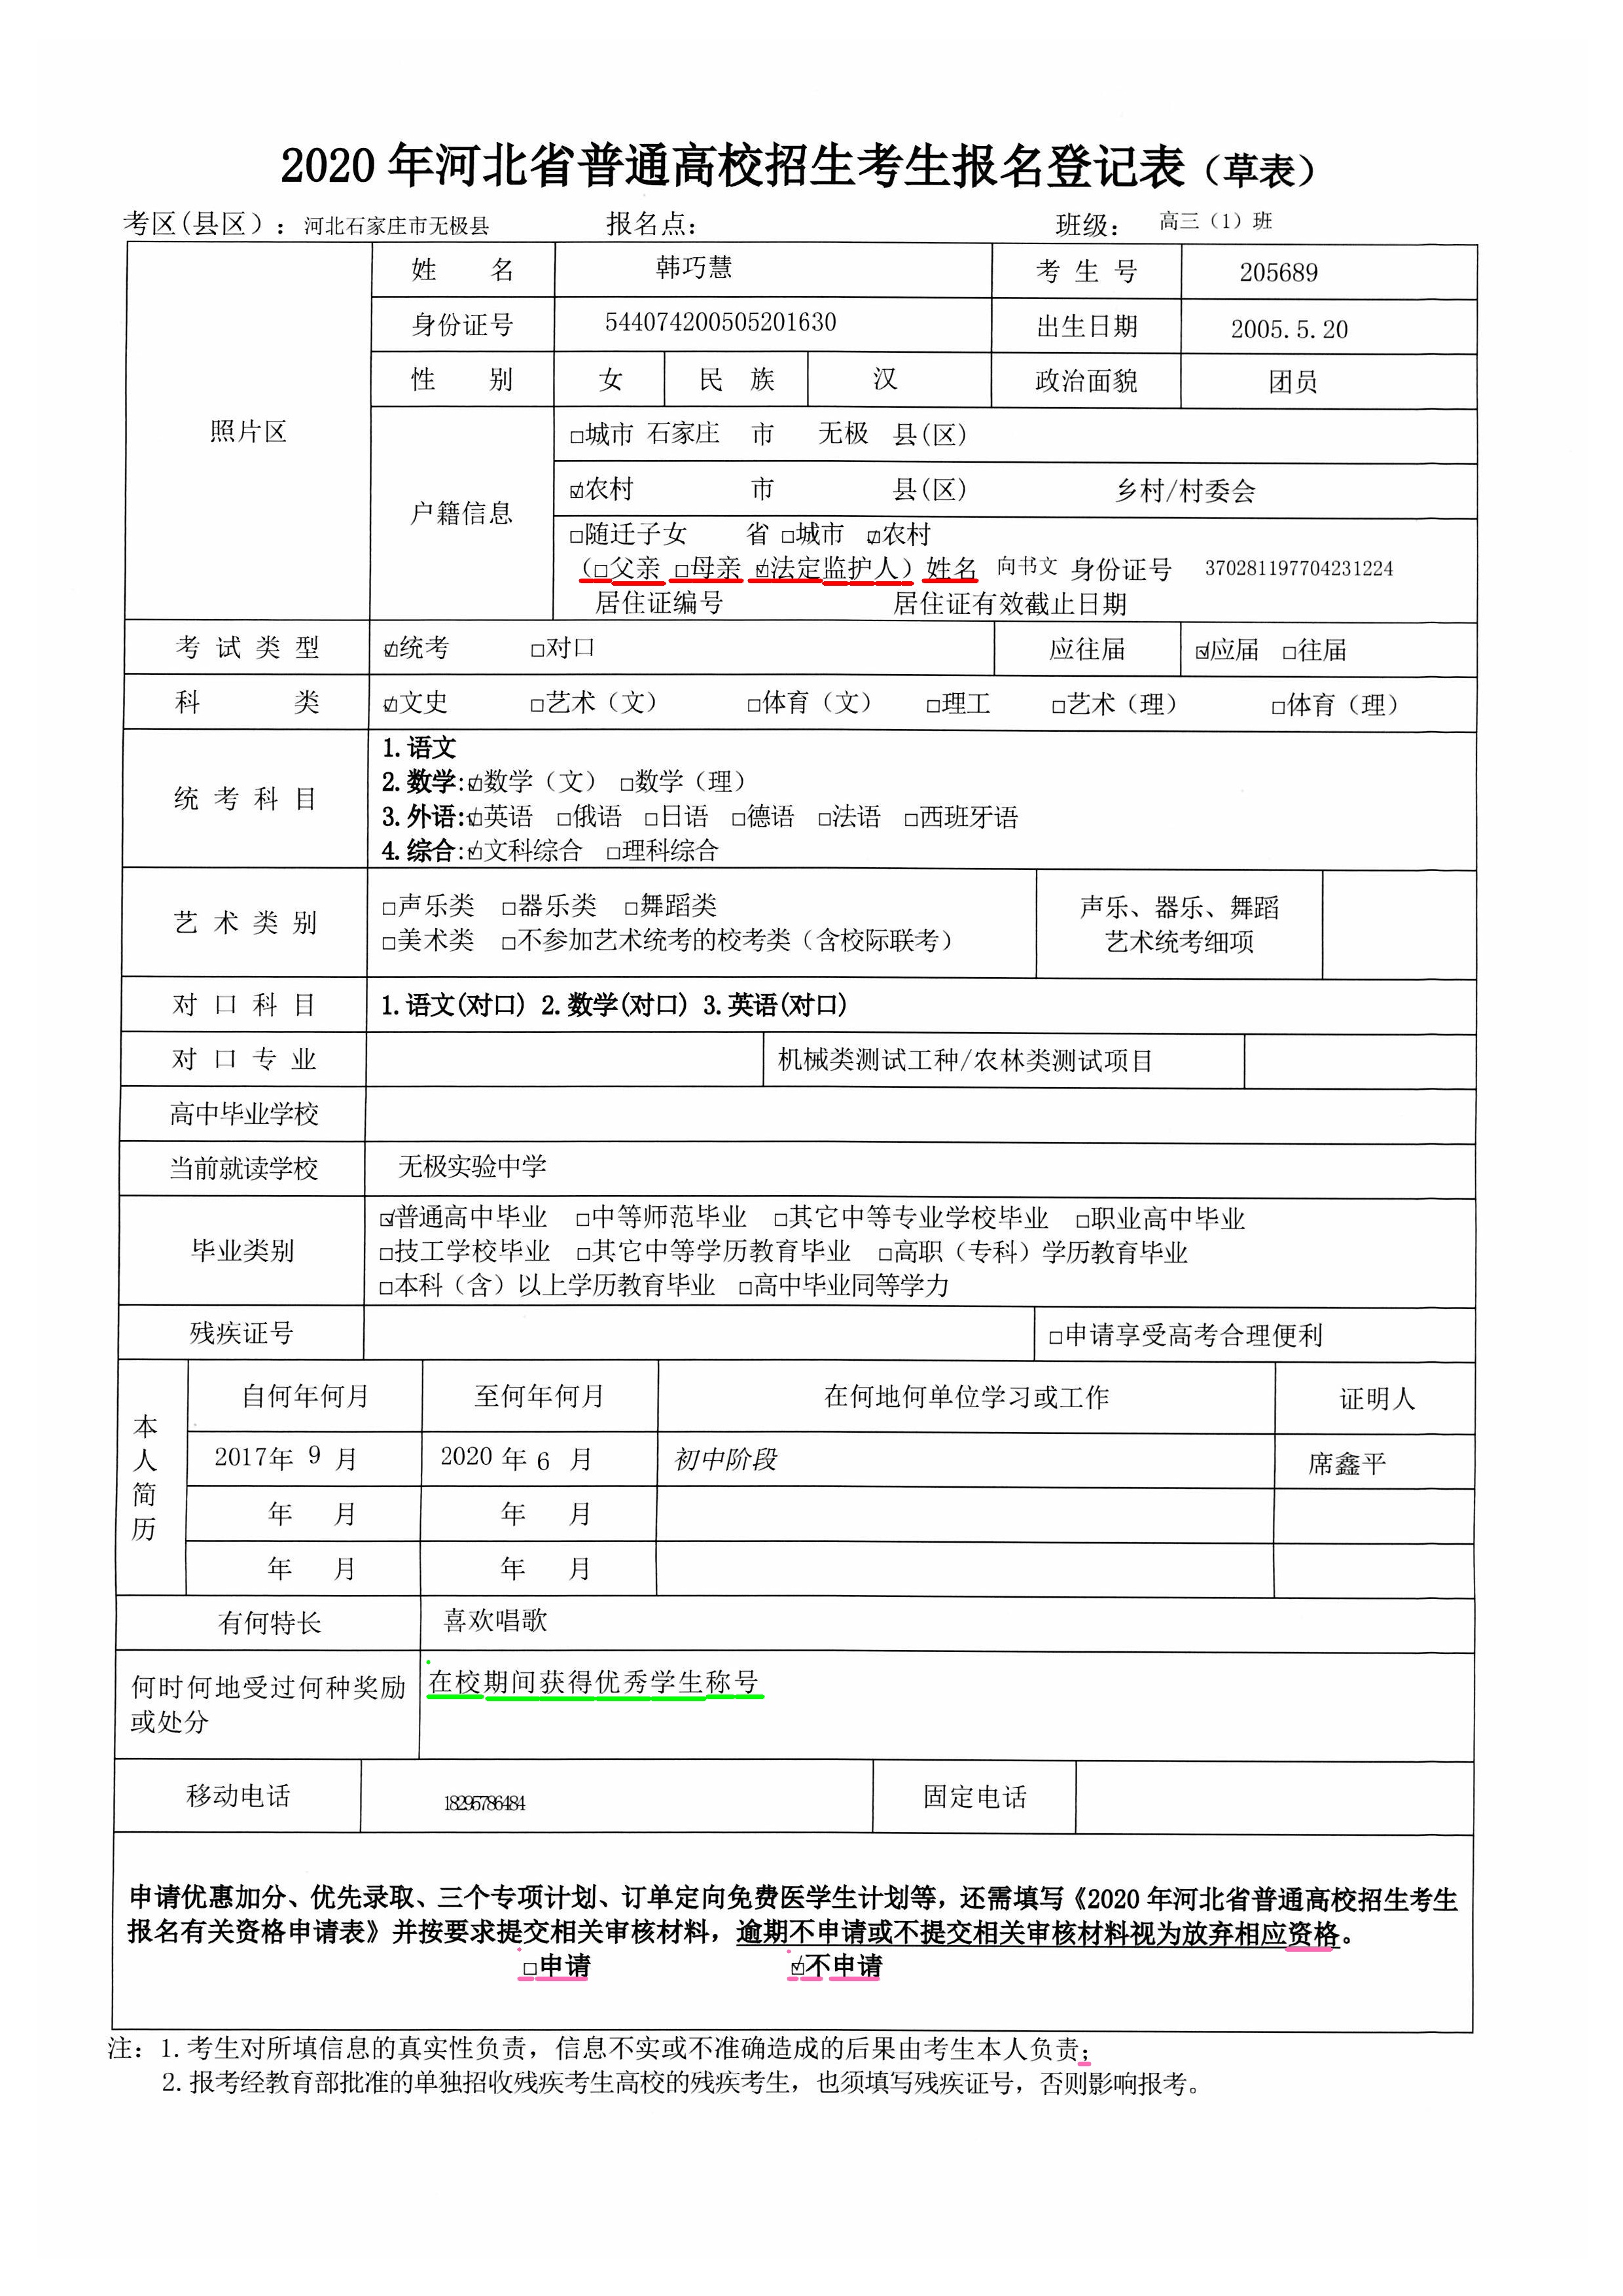 2020年河北省普通高校招生考生报名登记表（草表）
考区(县区）：河北石家庄市无极县 报名点： 班级： 高三（1）班
照片区
姓 名 韩巧慧 考 生 号 205689
身份证号 544074200505201630 出生日期 2005.5.20
性 别 女 民 族 汉 政治面貌 团员
户籍信息
□城市 石家庄 市 无极 县(区)
☑农村 市 县(区) 乡村/村委会
□随迁子女 省 □城市 ☑农村
（□父亲 □母亲 ☑法定监护人）姓名 向书文 身份证号 370281197704231224
居住证编号 居住证有效截止日期
考 试 类 型 ☑统考 □对口 应往届 ☑应届 □往届
科 类 ☑文史 □艺术（文） □体育（文） □理工 □艺术（理） □体育（理）
统 考 科 目
1.语文
2.数学:☑数学（文） □数学（理）
3.外语:☑英语 □俄语 □日语 □德语 □法语 □西班牙语
4.综合:☑文科综合 □理科综合
艺 术 类 别
□声乐类 □器乐类 □舞蹈类
□美术类 □不参加艺术统考的校考类（含校际联考）
声乐、器乐、舞蹈
艺术统考细项
对 口 科 目 1.语文(对口) 2.数学(对口) 3.英语(对口)
对 口 专 业 机械类测试工种/农林类测试项目
高中毕业学校
当前就读学校 无极实验中学
毕业类别
☑普通高中毕业 □中等师范毕业 □其它中等专业学校毕业 □职业高中毕业
□技工学校毕业 □其它中等学历教育毕业 □高职（专科）学历教育毕业
□本科（含）以上学历教育毕业 □高中毕业同等学力
残疾证号 □申请享受高考合理便利
本人简历
自何年何月 至何年何月 在何地何单位学习或工作 证明人
2017年 9 月 2020 年 6 月 初中阶段 席鑫平
年 月 年 月
年 月 年 月
有何特长 喜欢唱歌
何时何地受过何种奖励
或处分
在校期间获得优秀学生称号
移动电话 18295786484 固定电话
申请优惠加分、优先录取、三个专项计划、订单定向免费医学生计划等，还需填写《2020年河北省普通高校招生考生
报名有关资格申请表》并按要求提交相关审核材料，逾期不申请或不提交相关审核材料视为放弃相应资格。
□申请 ☑不申请
注：1.考生对所填信息的真实性负责，信息不实或不准确造成的后果由考生本人负责；
2.报考经教育部批准的单独招收残疾考生高校的残疾考生，也须填写残疾证号，否则影响报考。